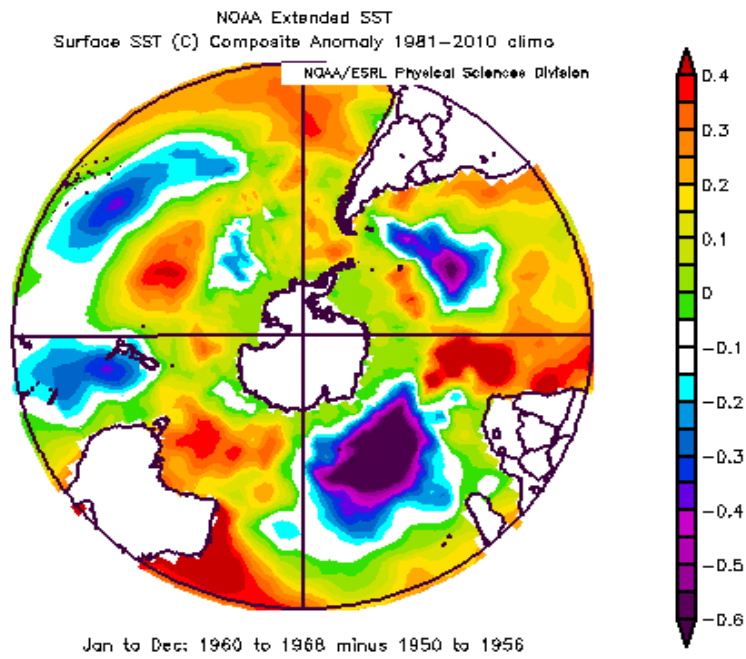 NOAA Extended SST
Surface SST (C) Composite Anomaly 1981-2010 climo
NOAA/ESRL Physical Sciences Division
0.4
0.3
0.2
0.1
0
-0.1
-0.2
-0.3
-0.4
-0.5
-0.6
Jan to Dec: 1960 to 1968 minus 1950 to 1956